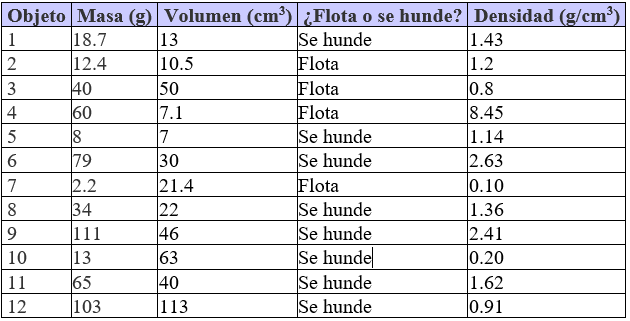 Objeto Masa (g) Volumen (cm³) ¿Flota o se hunde? Densidad (g/cm³)
1 18.7 13 Se hunde 1.43
2 12.4 10.5 Flota 1.2
3 40 50 Flota 0.8
4 60 7.1 Flota 8.45
5 8 7 Se hunde 1.14
6 79 30 Se hunde 2.63
7 2.2 21.4 Flota 0.10
8 34 22 Se hunde 1.36
9 111 46 Se hunde 2.41
10 13 63 Se hunde 0.20
11 65 40 Se hunde 1.62
12 103 113 Se hunde 0.91